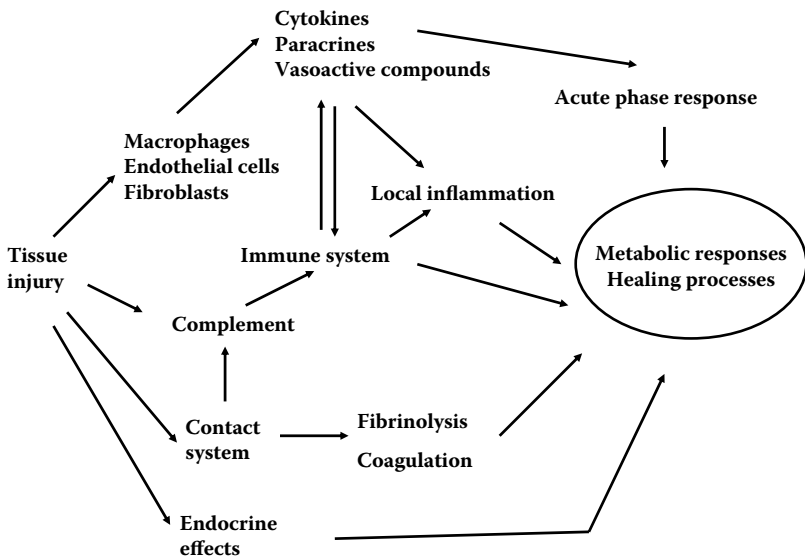 Cytokines
Paracrines
Vasoactive compounds
Acute phase response
Macrophages
Endothelial cells
Fibroblasts
Local inflammation
Tissue
injury
Immune system
Metabolic responses
Healing processes
Complement
Contact
system
Fibrinolysis
Coagulation
Endocrine
effects